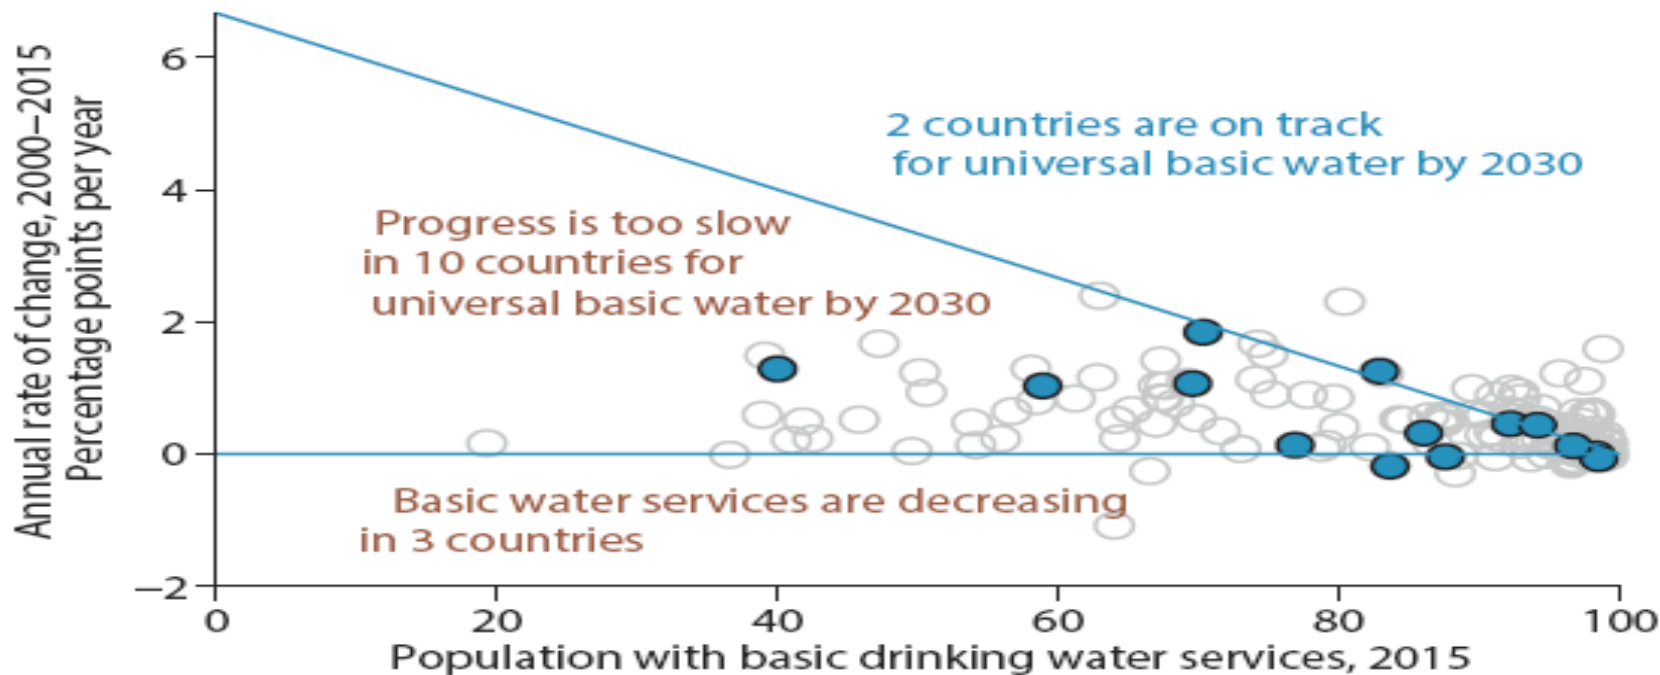 Annual rate of change, 2000–2015
Percentage points per year
6
4
2
0
−2
2 countries are on track
for universal basic water by 2030
Progress is too slow
in 10 countries for
universal basic water by 2030
Basic water services are decreasing
in 3 countries
0 20 40 60 80 100
Population with basic drinking water services, 2015